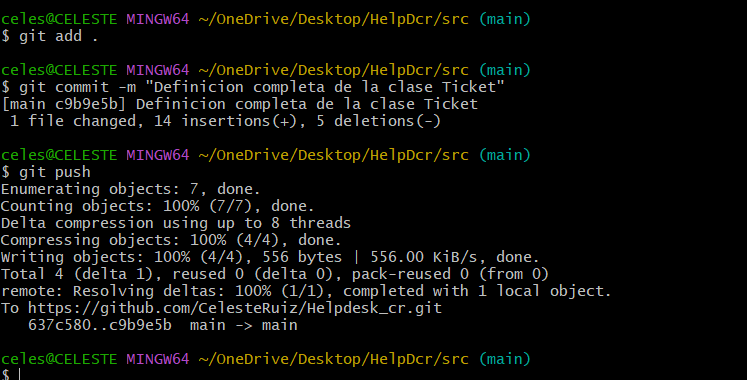 celes@CELESTE MINGW64 ~/OneDrive/Desktop/HelpDcr/src (main)
$ git add .
celes@CELESTE MINGW64 ~/OneDrive/Desktop/HelpDcr/src (main)
$ git commit -m "Definicion completa de la clase Ticket"
[main c9b9e5b] Definicion completa de la clase Ticket
 1 file changed, 14 insertions(+), 5 deletions(-)
celes@CELESTE MINGW64 ~/OneDrive/Desktop/HelpDcr/src (main)
$ git push
Enumerating objects: 7, done.
Counting objects: 100% (7/7), done.
Delta compression using up to 8 threads
Compressing objects: 100% (4/4), done.
Writing objects: 100% (4/4), 556 bytes | 556.00 KiB/s, done.
Total 4 (delta 1), reused 0 (delta 0), pack-reused 0 (from 0)
remote: Resolving deltas: 100% (1/1), completed with 1 local object.
To https://github.com/CelesteRuiz/Helpdesk_cr.git
   637c580..c9b9e5b  main -> main
celes@CELESTE MINGW64 ~/OneDrive/Desktop/HelpDcr/src (main)
$